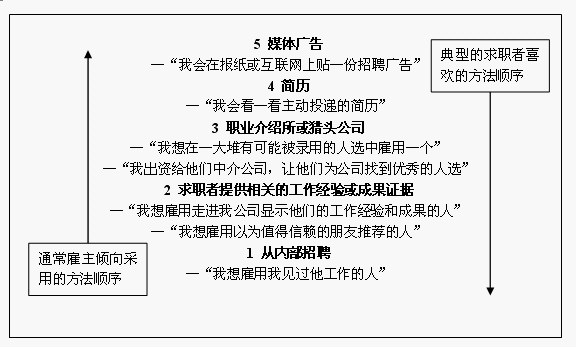 5 媒体广告
—“我会在报纸或互联网上贴一份招聘广告”
4 简历
—“我会看一看主动投递的简历”
3 职业介绍所或猎头公司
—“我想在一大堆有可能被录用的人选中雇用一个”
—“我出资给他们中介公司，让他们为公司找到优秀的人选”
2 求职者提供相关的工作经验或成果证据
—“我想雇用走进我公司显示他们的工作经验和成果的人”
—“我想雇用以为值得信赖的朋友推荐的人”
1 从内部招聘
—“我想雇用我见过他工作的人”
典型的求职者喜
欢的方法顺序
通常雇主倾向采
用的方法顺序